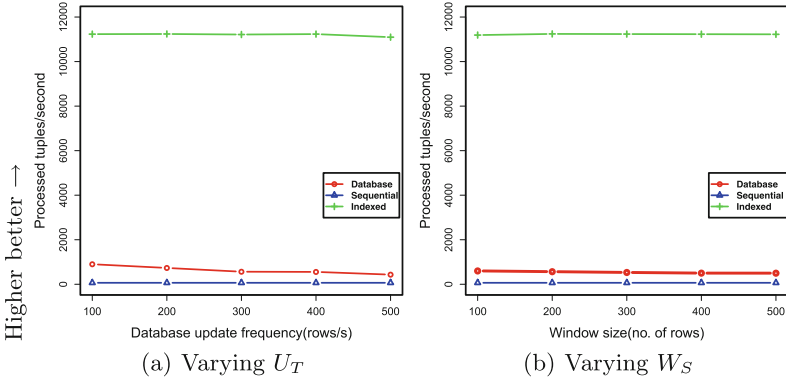 Higher better →
Processed tuples/second
0
2000
4000
6000
8000
10000
12000
Database
Sequential
Indexed
100 200 300 400 500
Database update frequency(rows/s)
(a) Varying U_T
Processed tuples/second
0
2000
4000
6000
8000
10000
12000
Database
Sequential
Indexed
100 200 300 400 500
Window size(no. of rows)
(b) Varying W_S